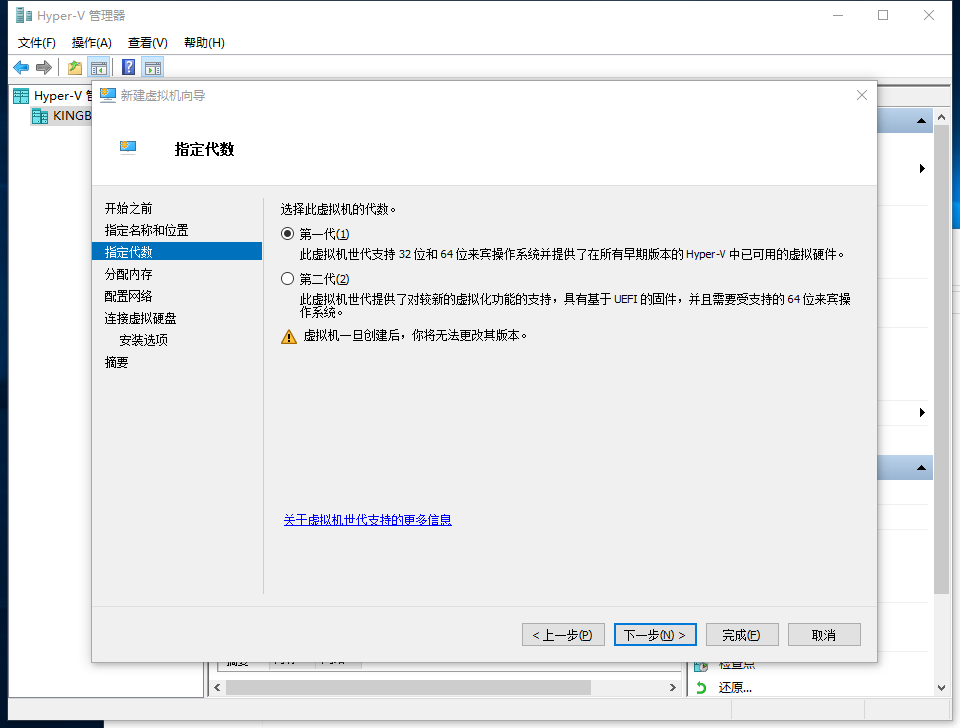 Hyper-V 管理器
文件(F) 操作(A) 查看(V) 帮助(H)
Hyper-V 管
KINGB
新建虚拟机向导
指定代数
开始之前
指定名称和位置
指定代数
分配内存
配置网络
连接虚拟硬盘
安装选项
摘要
选择此虚拟机的代数。
第一代(1)
此虚拟机世代支持 32 位和 64 位来宾操作系统并提供了在所有早期版本的 Hyper-V 中已可用的虚拟硬件。
第二代(2)
此虚拟机世代提供了对较新的虚拟化功能的支持，具有基于 UEFI 的固件，并且需要受支持的 64 位来宾操
作系统。
虚拟机一旦创建后，你将无法更改其版本。
关于虚拟机世代支持的更多信息
< 上一步(P) 下一步(N) > 完成(F) 取消
检查点
还原...